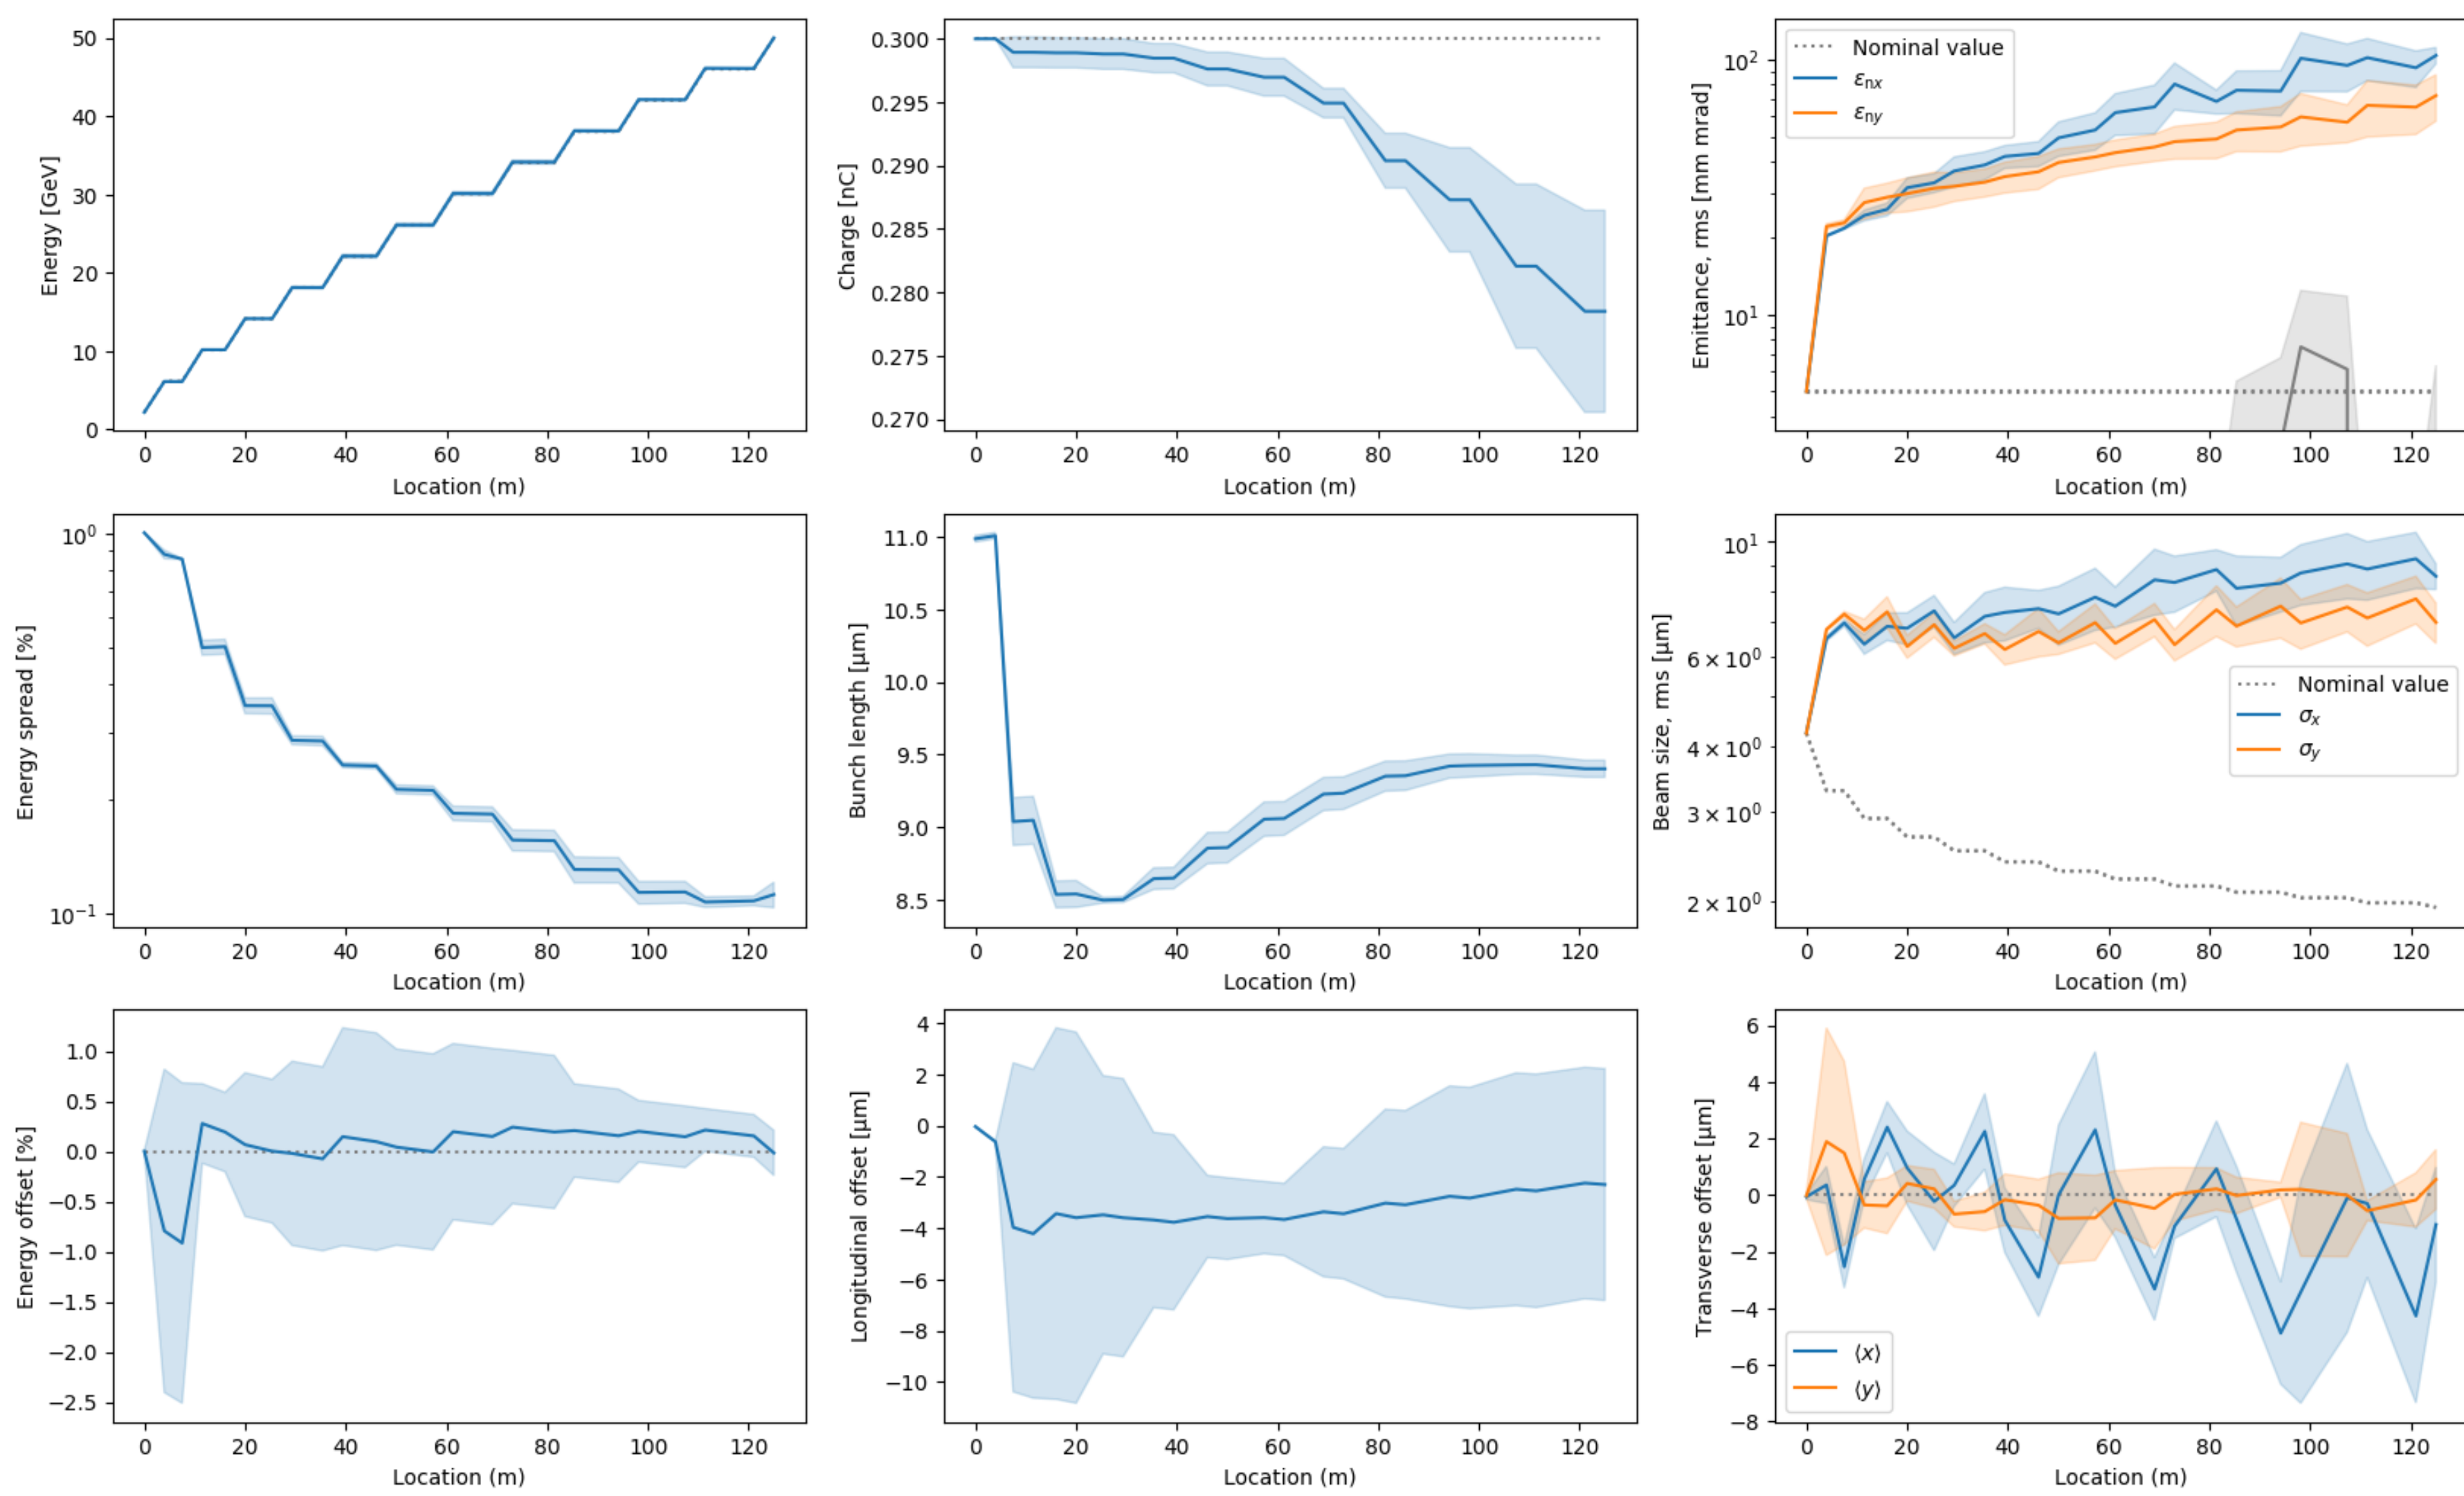 Energy [GeV]
50
40
30
20
10
0
0 20 40 60 80 100 120
Location (m)
Charge [nC]
0.300
0.295
0.290
0.285
0.280
0.275
0.270
0 20 40 60 80 100 120
Location (m)
Emittance, rms [mm mrad]
10²
10¹
Nominal value
εnx
εny
0 20 40 60 80 100 120
Location (m)
Energy spread [%]
10⁰
10⁻¹
0 20 40 60 80 100 120
Location (m)
Bunch length [µm]
11.0
10.5
10.0
9.5
9.0
8.5
0 20 40 60 80 100 120
Location (m)
Beam size, rms [µm]
10¹
6 × 10⁰
4 × 10⁰
3 × 10⁰
2 × 10⁰
Nominal value
σx
σy
0 20 40 60 80 100 120
Location (m)
Energy offset [%]
1.0
0.5
0.0
−0.5
−1.0
−1.5
−2.0
−2.5
0 20 40 60 80 100 120
Location (m)
Longitudinal offset [µm]
4
2
0
−2
−4
−6
−8
−10
0 20 40 60 80 100 120
Location (m)
Transverse offset [µm]
6
4
2
0
−2
−4
−6
−8
⟨x⟩
⟨y⟩
0 20 40 60 80 100 120
Location (m)